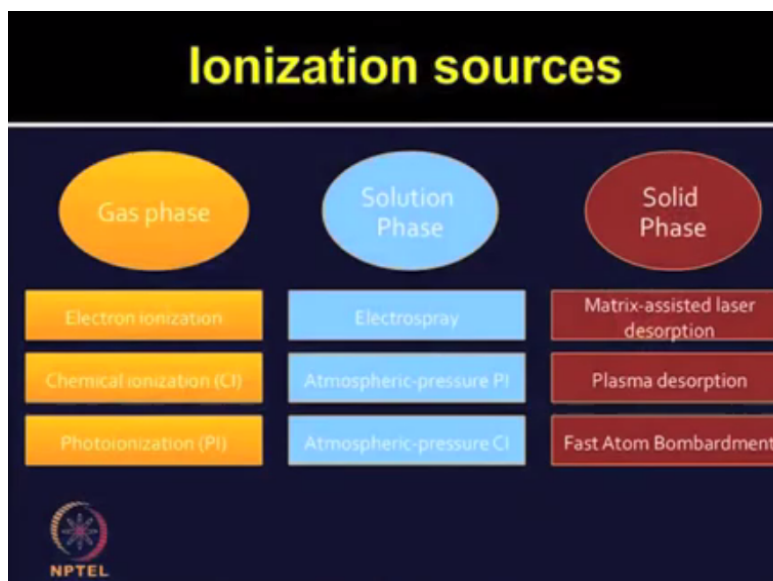 Ionization sources
Gas phase
Solution
Phase
Solid
Phase
Electron ionization
Electrospray
Matrix-assisted laser
desorption
Chemical ionization (CI)
Atmospheric-pressure PI
Plasma desorption
Photoionization (PI)
Atmospheric-pressure CI
Fast Atom Bombardment
NPTEL